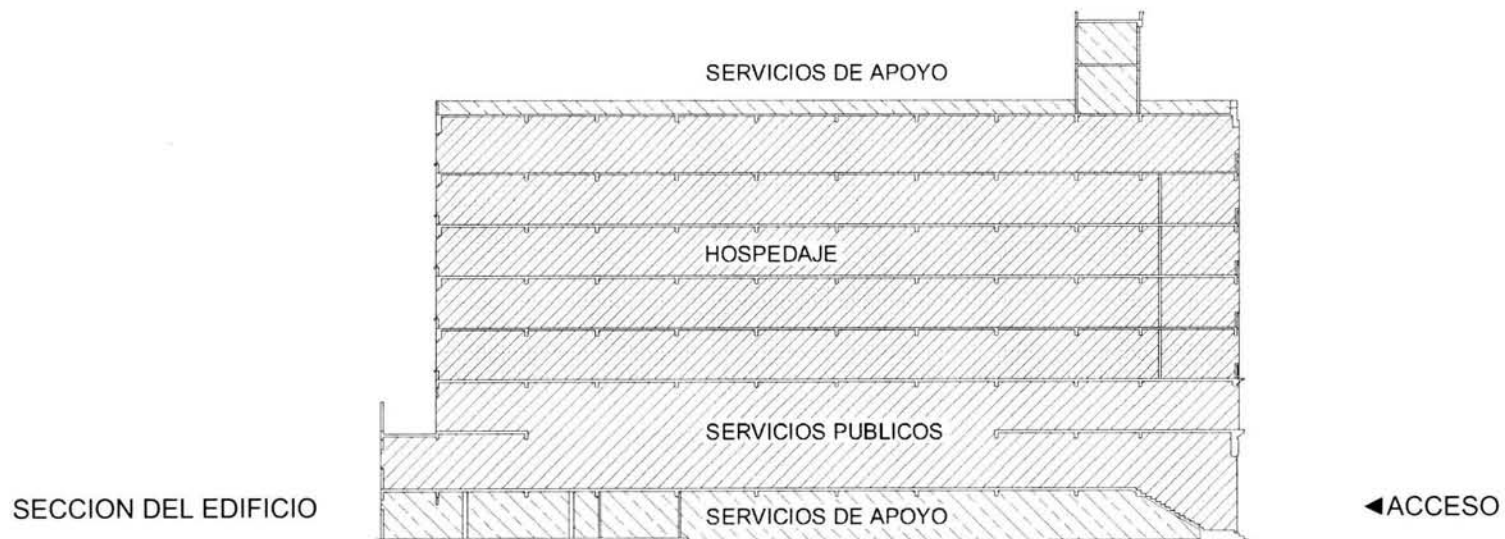 SERVICIOS DE APOYO
HOSPEDAJE
SERVICIOS PUBLICOS
SECCION DEL EDIFICIO
SERVICIOS DE APOYO
◄ACCESO